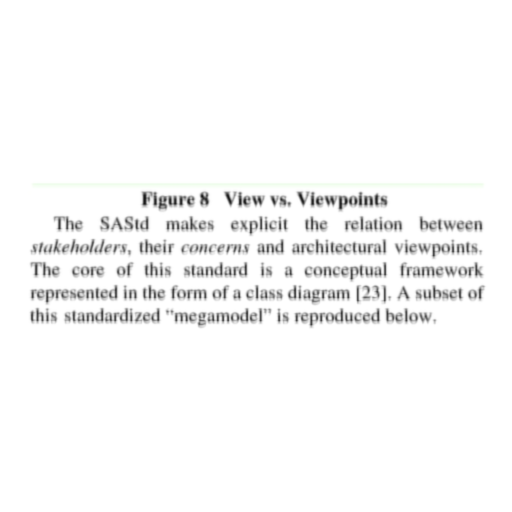 Figure 8 View vs. Viewpoints
The SAStd makes explicit the relation between
stakeholders, their concerns and architectural viewpoints.
The core of this standard is a conceptual framework
represented in the form of a class diagram [23]. A subset of
this standardized "megamodel" is reproduced below.